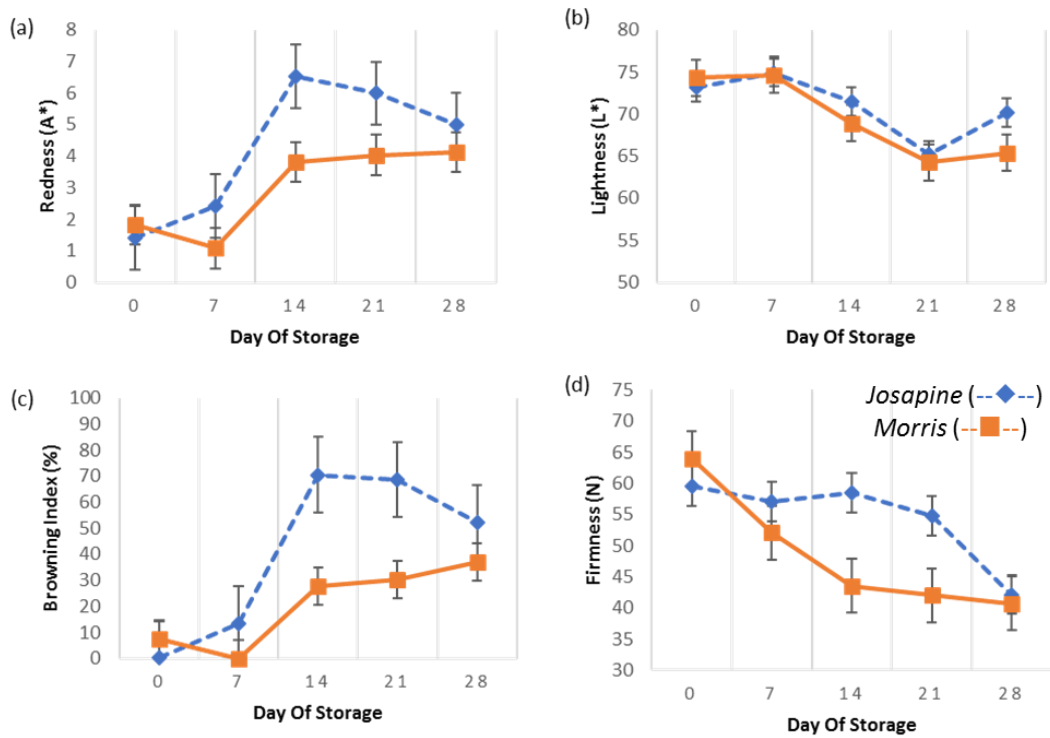 (a)
Redness (A*)
8
7
6
5
4
3
2
1
0
0 7 14 21 28
Day Of Storage
(b)
Lightness (L*)
80
75
70
65
60
55
50
0 7 14 21 28
Day Of Storage
(c)
Browning Index (%)
100
90
80
70
60
50
40
30
20
10
0
0 7 14 21 28
Day Of Storage
(d)
Firmness (N)
75
70
65
60
55
50
45
40
35
30
Josapine (-- --)
Morris (-- --)
0 7 14 21 28
Day Of Storage